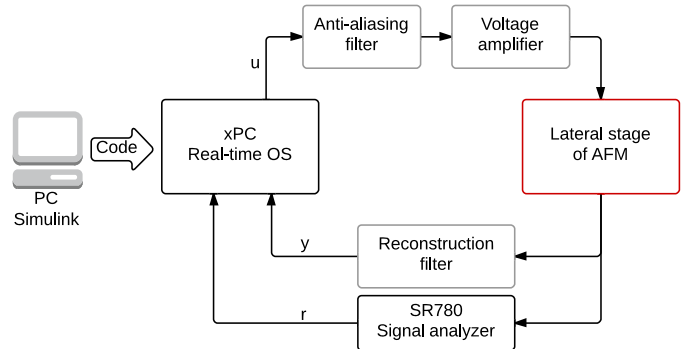 Anti-aliasing
filter
Voltage
amplifier
u
xPC
Real-time OS
Lateral stage
of AFM
Code
PC
Simulink
y
Reconstruction
filter
r
SR780
Signal analyzer